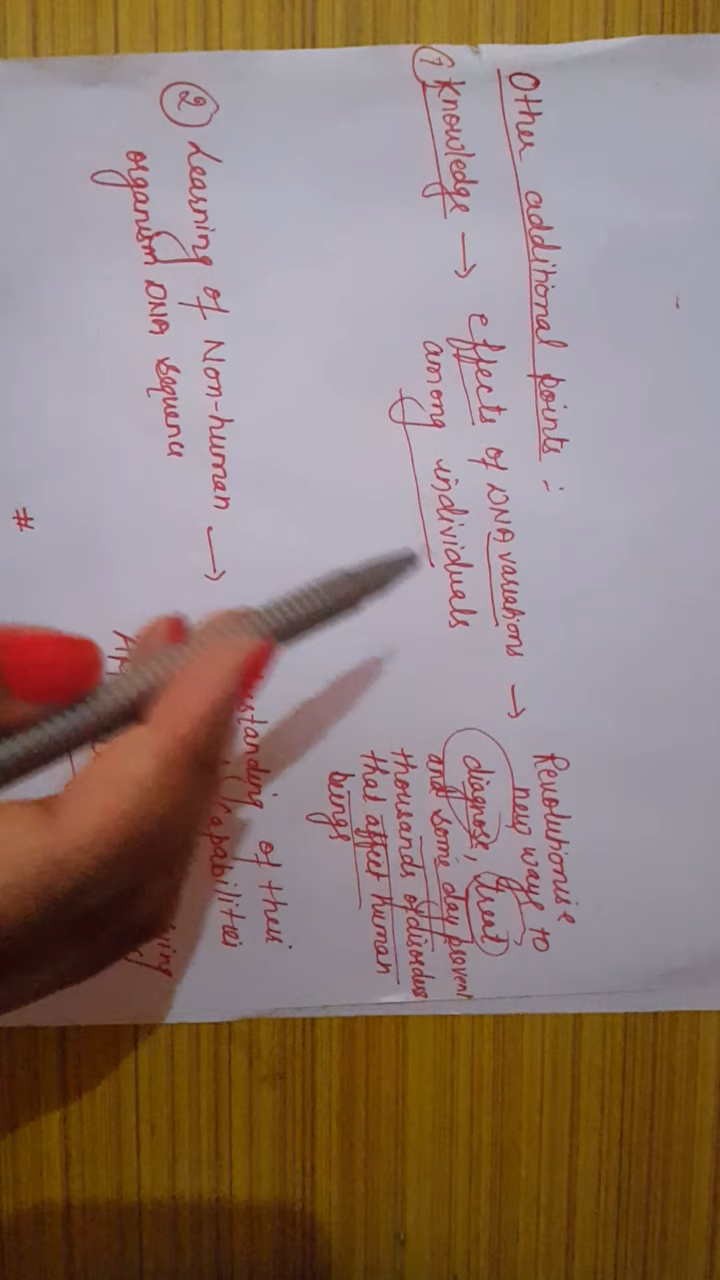 Other additional points :-
① Knowledge → effects of DNA variations →
among individuals
Revolutionise
new ways to
diagnose, treat
and some day prevent
thousands of disorders
that affect human
beings
② Learning of Non-human →
organism DNA sequence
of their
capabilities
#